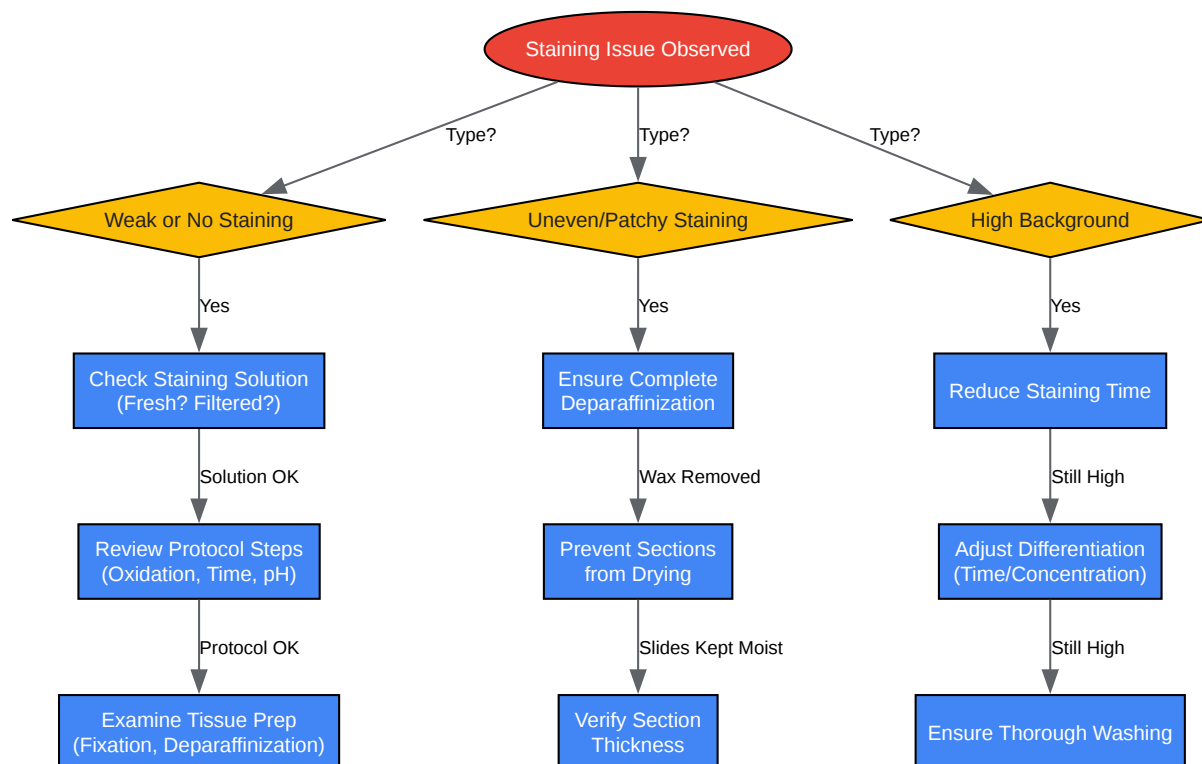 Staining Issue Observed
Type?
Type?
Type?
Weak or No Staining
Uneven/Patchy Staining
High Background
Yes
Yes
Yes
Check Staining Solution
(Fresh? Filtered?)
Ensure Complete
Deparaffinization
Reduce Staining Time
Solution OK
Wax Removed
Still High
Review Protocol Steps
(Oxidation, Time, pH)
Prevent Sections
from Drying
Adjust Differentiation
(Time/Concentration)
Protocol OK
Slides Kept Moist
Still High
Examine Tissue Prep
(Fixation, Deparaffinization)
Verify Section
Thickness
Ensure Thorough Washing